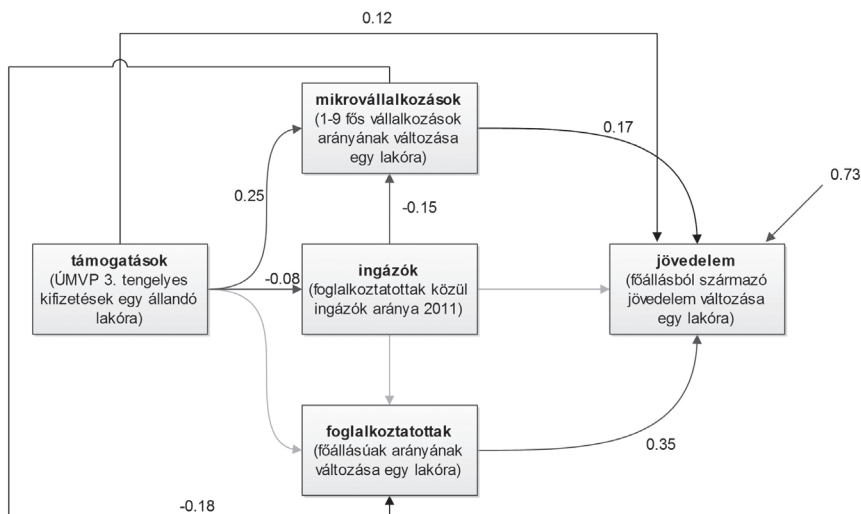 0.12
mikrovállalkozások
(1-9 fős vállalkozások
arányának változása
egy lakóra)
0.17
0.73
0.25
-0.15
támogatások
(ÚMVP 3. tengelyes
kifizetések egy állandó
lakóra)
-0.08
ingázók
(foglalkoztatottak közül
ingázók aránya 2011)
jövedelem
(főállásból származó
jövedelem változása
egy lakóra)
foglalkoztatottak
(főállásúak arányának
változása egy lakóra)
0.35
-0.18